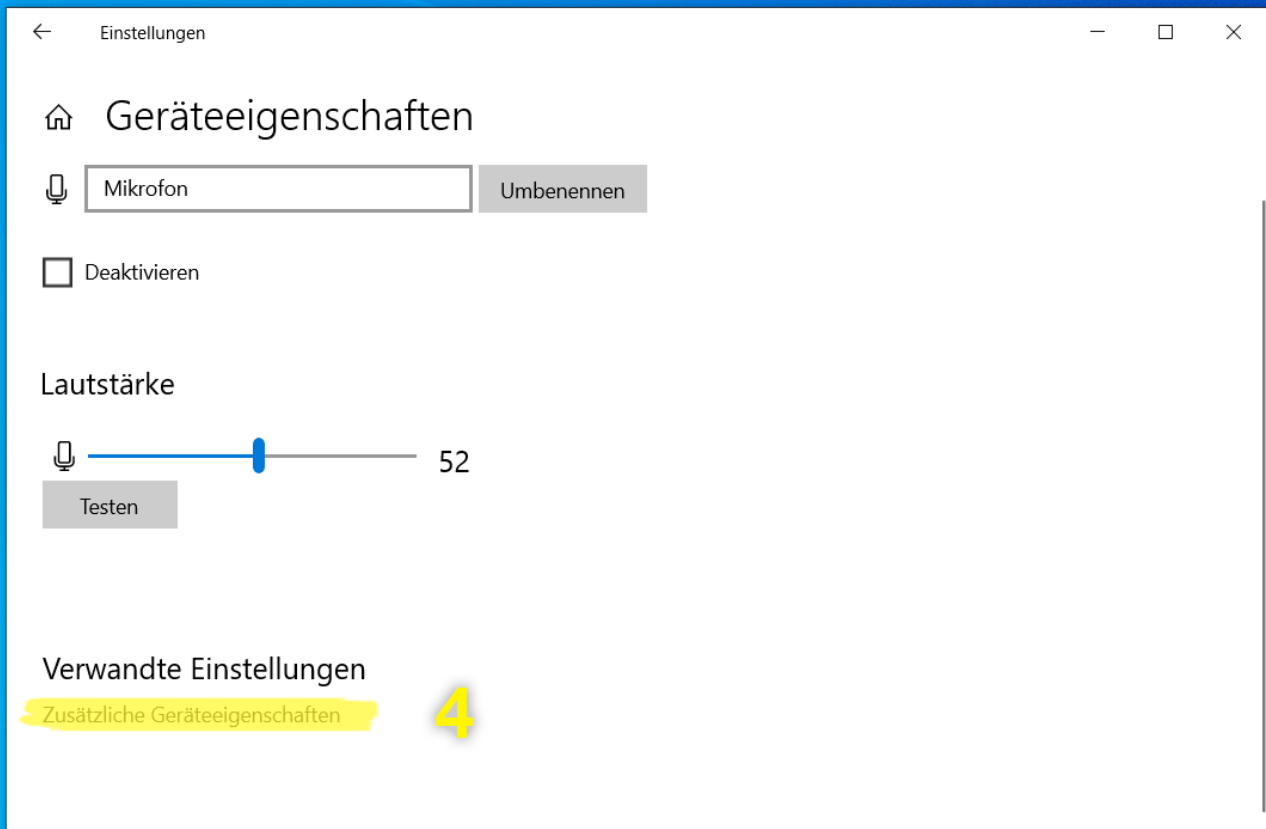 Einstellungen
Geräteeigenschaften
Mikrofon
Umbenennen
Deaktivieren
Lautstärke
52
Testen
Verwandte Einstellungen
Zusätzliche Geräteeigenschaften
4